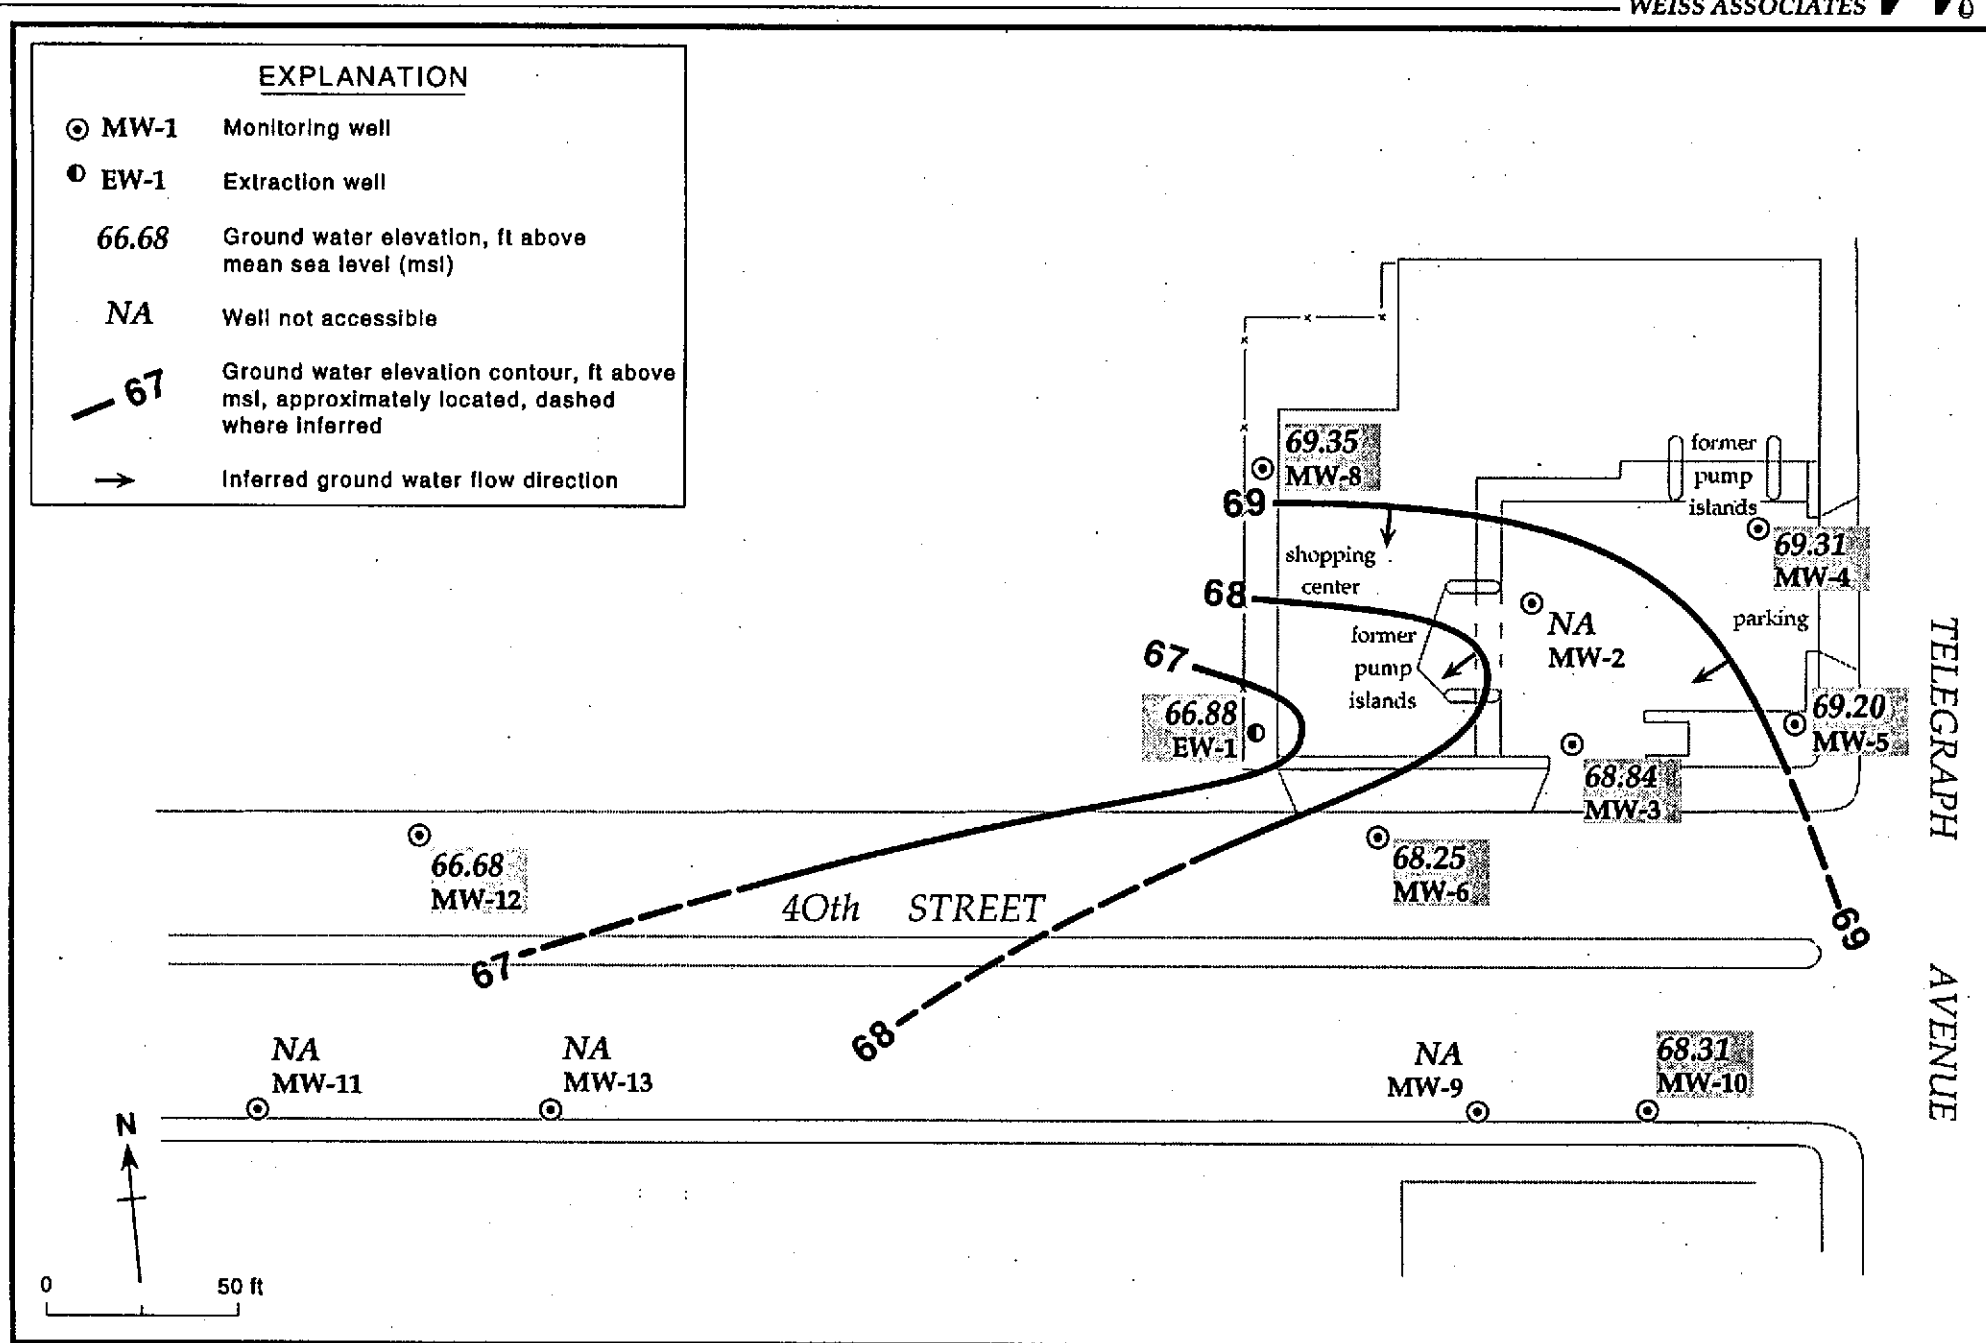 WEISS ASSOCIATES
EXPLANATION
MW-1 Monitoring well
EW-1 Extraction well
66.68 Ground water elevation, ft above
mean sea level (msl)
NA Well not accessible
67 Ground water elevation contour, ft above
msl, approximately located, dashed
where inferred
Inferred ground water flow direction
69.35
MW-8
69
former
pump
islands
69.31
MW-4
shopping
center
68
NA
MW-2
parking
former
pump
islands
67
66.88
EW-1
69.20
MW-5
68.84
MW-3
TELEGRAPH AVENUE
66.68
MW-12
68.25
MW-6
40th STREET
69
67
68
NA
MW-11
NA
MW-13
NA
MW-9
68.31
MW-10
N
0 50 ft